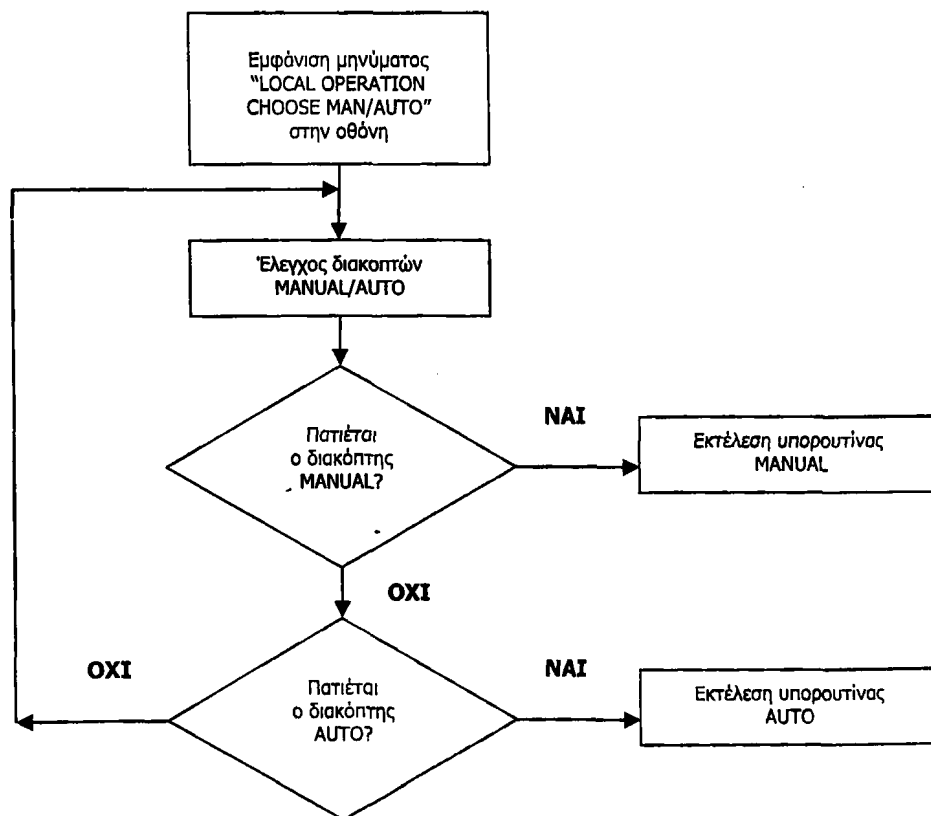 Εμφάνιση μηνύματος
“LOCAL OPERATION
CHOOSE MAN/AUTO”
στην οθόνη
Έλεγχος διακοπτών
MANUAL/AUTO
Πατιέται
ο διακόπτης
MANUAL?
ΝΑΙ
Εκτέλεση υπορουτίνας
MANUAL
ΟΧΙ
Πατιέται
ο διακόπτης
AUTO?
ΟΧΙ
ΝΑΙ
Εκτέλεση υπορουτίνας
AUTO